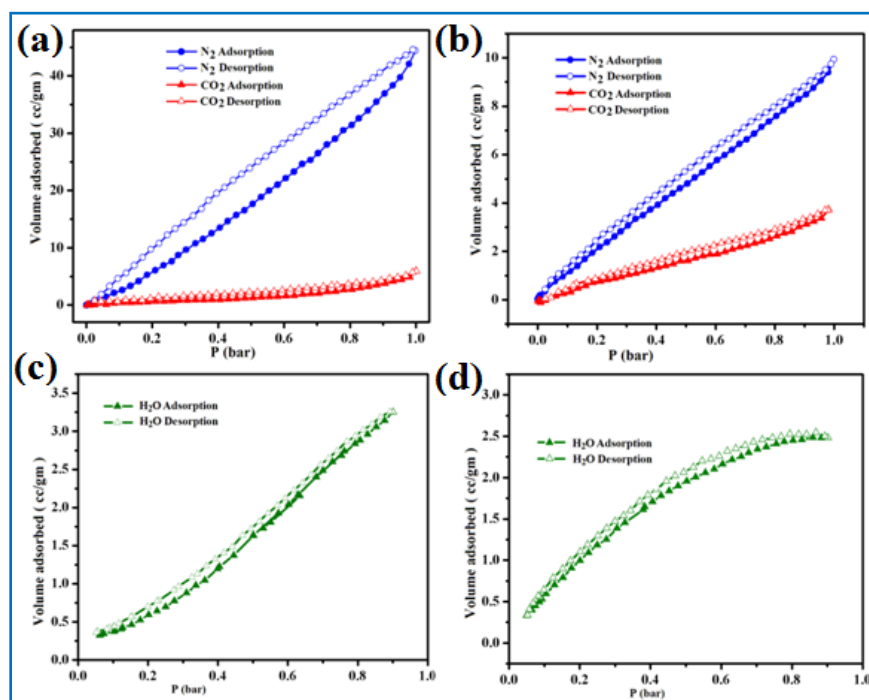 (a)
N2 Adsorption
N2 Desorption
CO2 Adsorption
CO2 Desorption
Volume adsorbed ( cc/gm )
40
30
20
10
0
0.0 0.2 0.4 0.6 0.8 1.0
P (bar)
(b)
N2 Adsorption
N2 Desorption
CO2 Adsorption
CO2 Desorption
Volume adsorbed ( cc/gm)
10
8
6
4
2
0
0.0 0.2 0.4 0.6 0.8 1.0
P (bar)
(c)
H2O Adsorption
H2O Desorption
Volume adsorbed ( cc/gm )
3.5
3.0
2.5
2.0
1.5
1.0
0.5
0.0
0.0 0.2 0.4 0.6 0.8 1.0
P (bar)
(d)
H2O Adsorption
H2O Desorption
Volume adsorbed ( cc/gm )
3.0
2.5
2.0
1.5
1.0
0.5
0.0
0.0 0.2 0.4 0.6 0.8 1.0
P (bar)